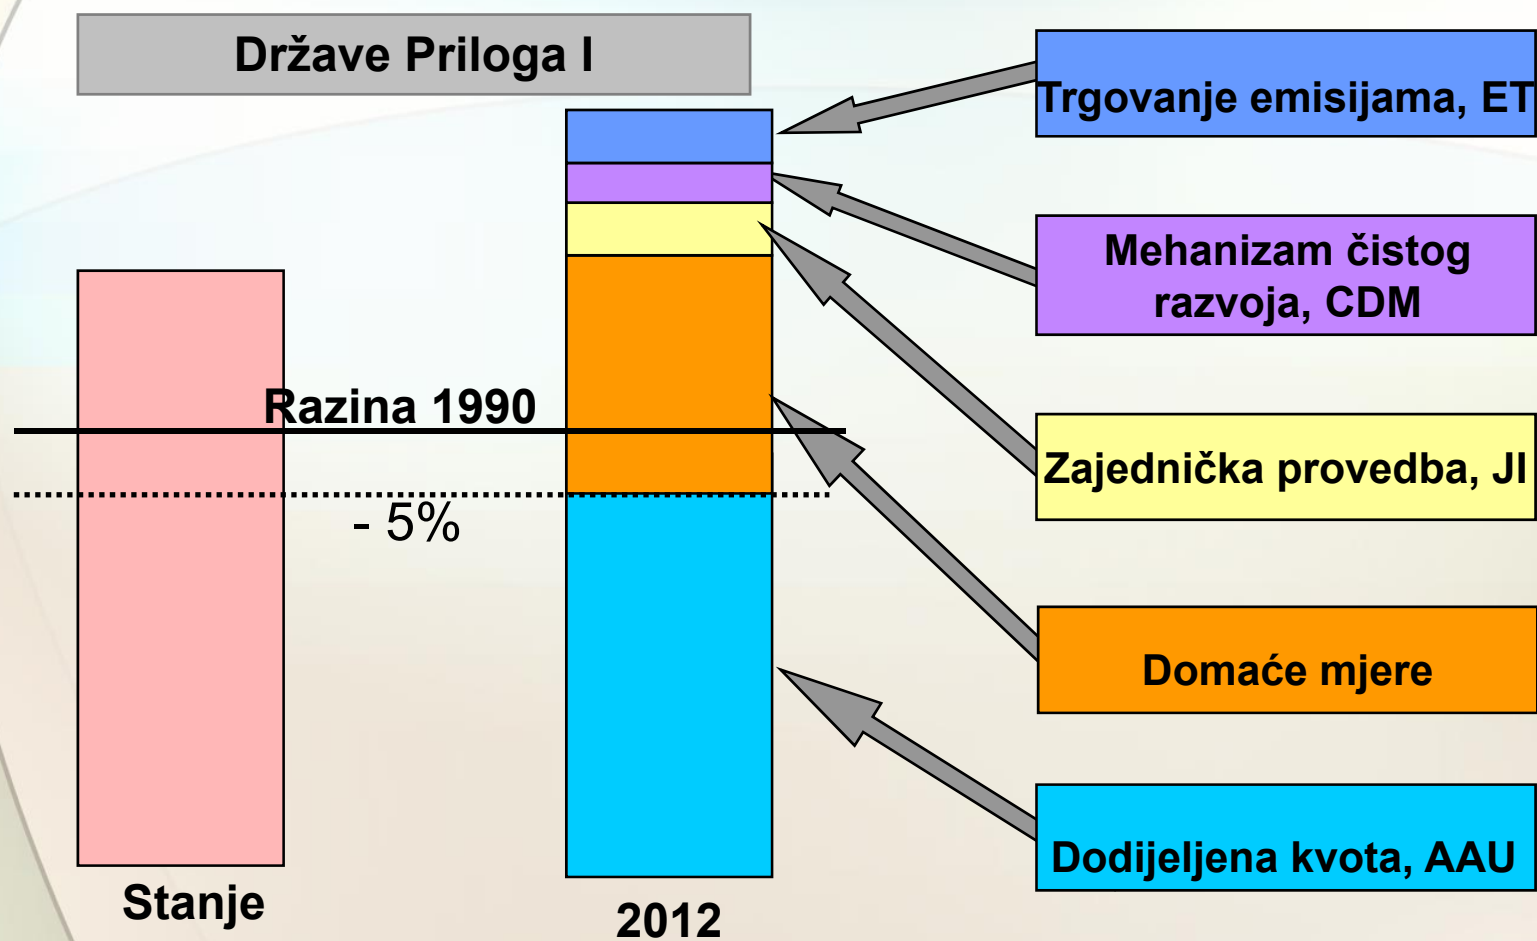 Države Priloga I
Trgovanje emisijama, ET
Mehanizam čistog
razvoja, CDM
Razina 1990
Zajednička provedba, JI
- 5%
Domaće mjere
Dodijeljena kvota, AAU
Stanje
2012